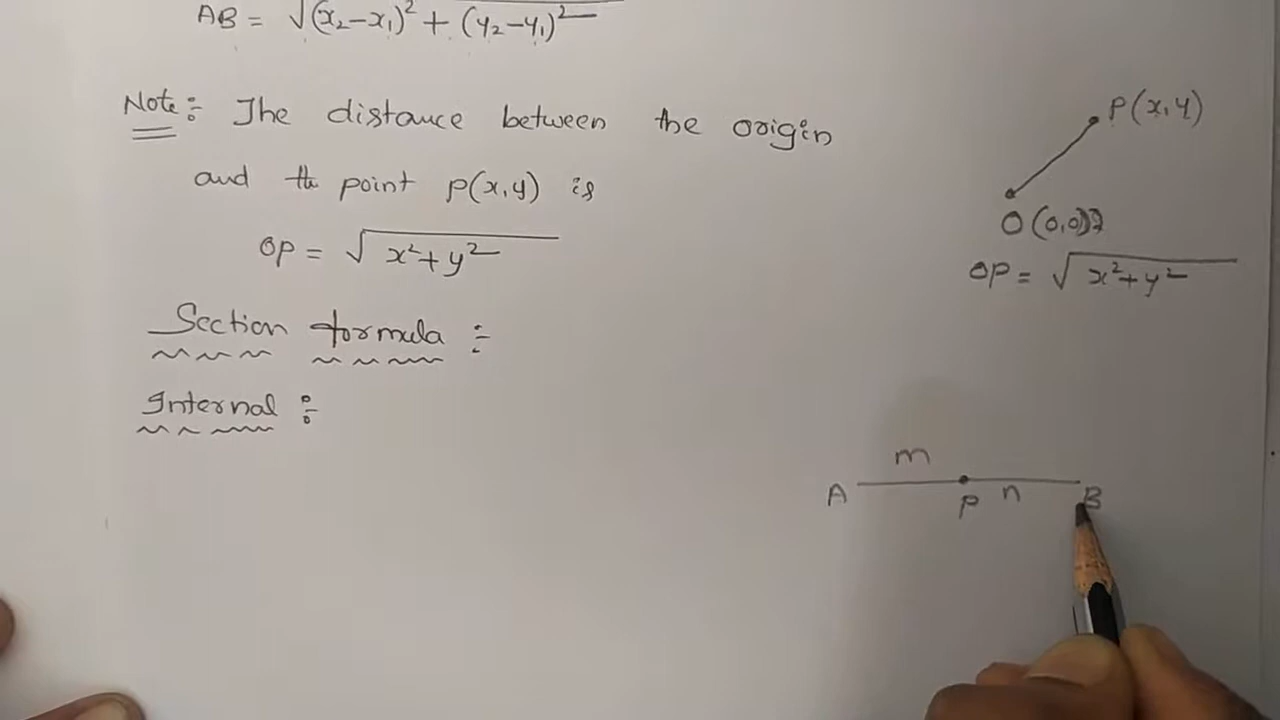 AB = √(x₂-x₁)² + (y₂-y₁)²
Note:- The distance between the origin
and the point P(x,y) is
OP = √x²+y²
Section formula :-
Internal :-
P(x,y)
O(0,0)
OP = √x²+y²
m
A P n B